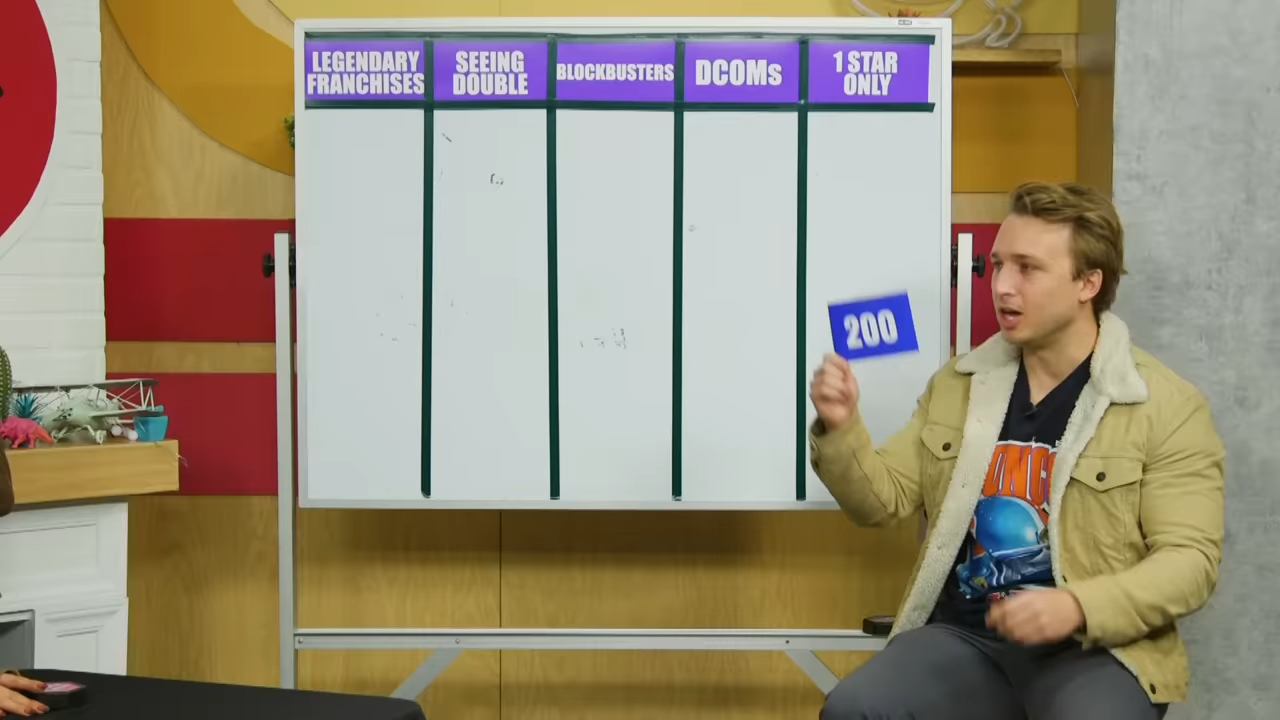 LEGENDARY
FRANCHISES
SEEING
DOUBLE
BLOCKBUSTERS
DCOMs
1 STAR
ONLY
200